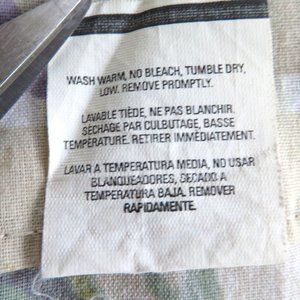 WASH WARM, NO BLEACH, TUMBLE DRY,
LOW. REMOVE PROMPTLY.
LAVABLE TIÈDE, NE PAS BLANCHIR.
SÉCHAGE PAR CULBUTAGE, BASSE
TEMPERATURE. RETIRER IMMÉDIATEMENT.
LAVAR A TEMPERATURA MEDIA, NO USAR
BLANQUEADORES, SECADO A
TEMPERATURA BAJA. REMOVER
RAPIDAMENTE.